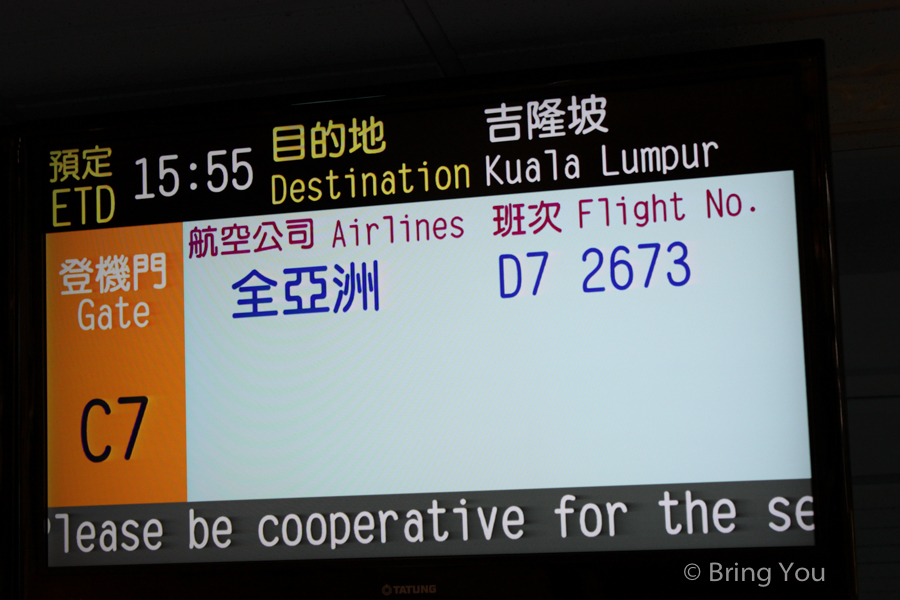 預定 15:55 目的地 吉隆坡
ETD Destination Kuala Lumpur
航空公司 Airlines 班次 Flight No.
登機門 全亞洲 D7 2673
Gate
C7
Please be cooperative for the se
TATUNG
© Bring You